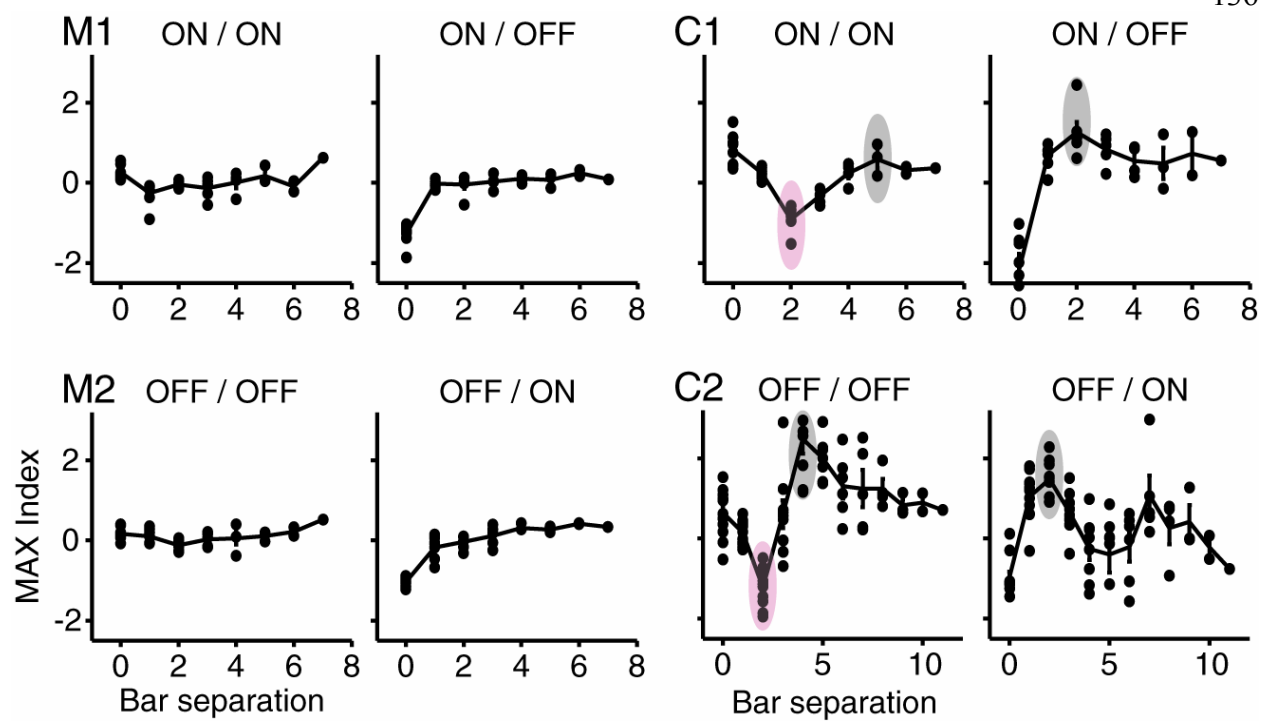 M1 ON / ON ON / OFF C1 ON / ON ON / OFF
2
0
-2
0 2 4 6 8 0 2 4 6 8 0 2 4 6 8 0 2 4 6 8
M2 OFF / OFF OFF / ON C2 OFF / OFF OFF / ON
MAX Index
2
0
-2
0 2 4 6 8 0 2 4 6 8 0 5 10 0 5 10
Bar separation Bar separation